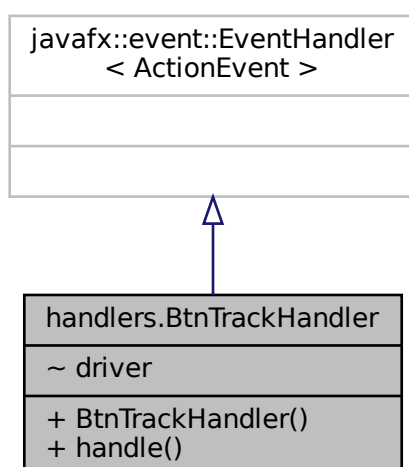 javafx::event::EventHandler
< ActionEvent >
handlers.BtnTrackHandler
~ driver
+ BtnTrackHandler()
+ handle()